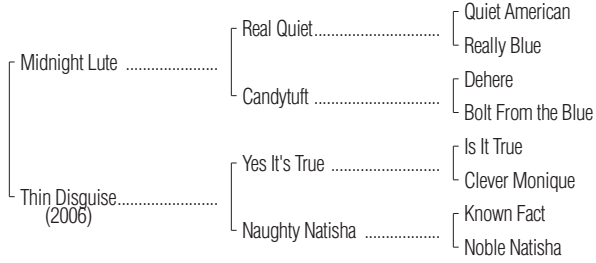 Quiet American
Real Quiet........................
Really Blue
Midnight Lute ......................
Dehere
Candytuft ..............................
Bolt From the Blue
Is It True
Yes It's True ..........................
Clever Monique
Thin Disguise........................
(2006)
Known Fact
Naughty Natisha ..................
Noble Natisha